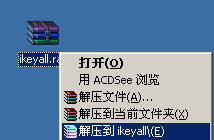 ikeyall.ra
打开(O)
用 ACDSee 浏览
解压文件(A)...
解压到当前文件夹(X)
解压到 ikeyall\(E)